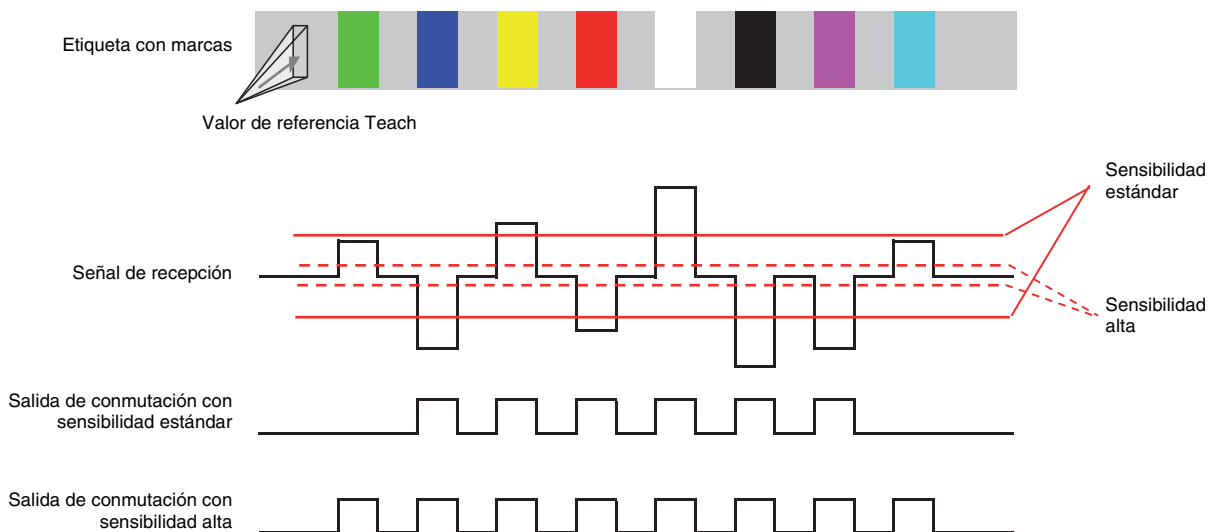 Etiqueta con marcas
Valor de referencia Teach
Sensibilidad
estándar
Señal de recepción
Sensibilidad
alta
Salida de conmutación con
sensibilidad estándar
Salida de conmutación con
sensibilidad alta